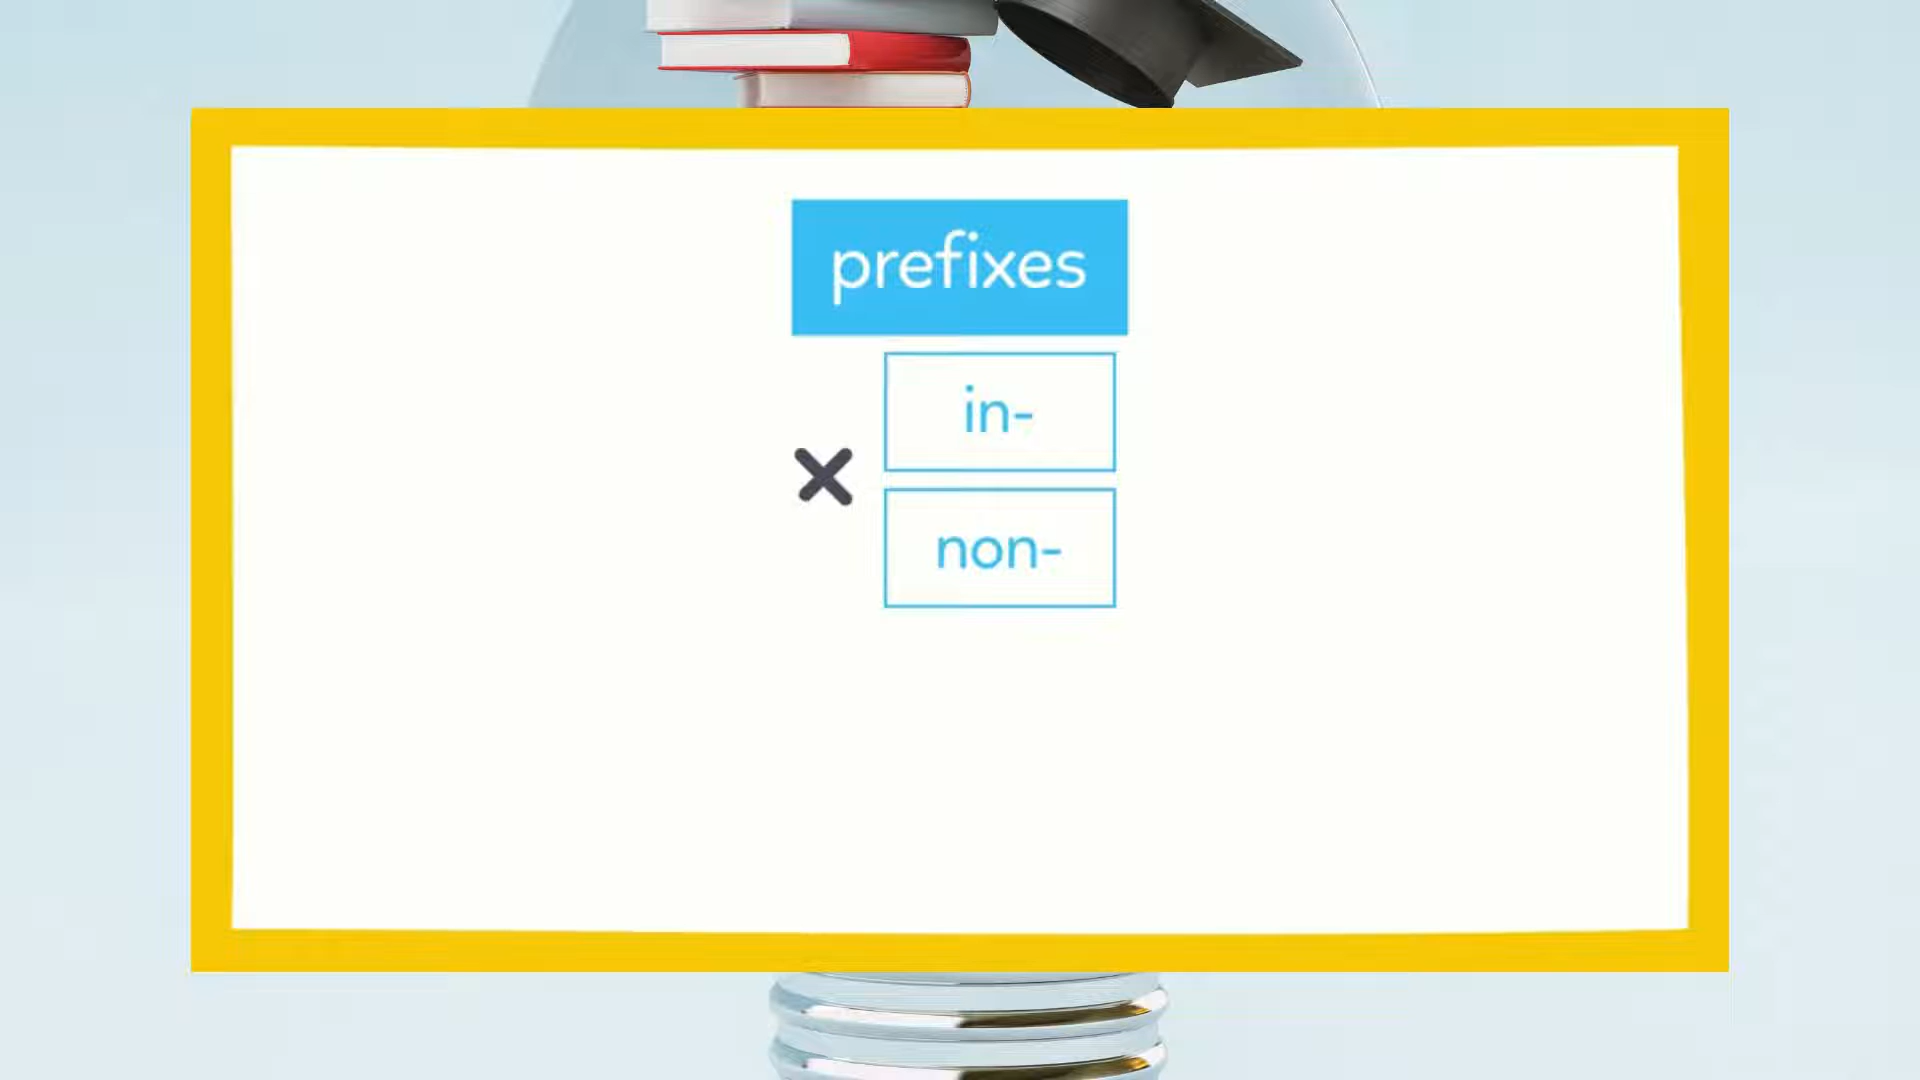 prefixes
in-
non-